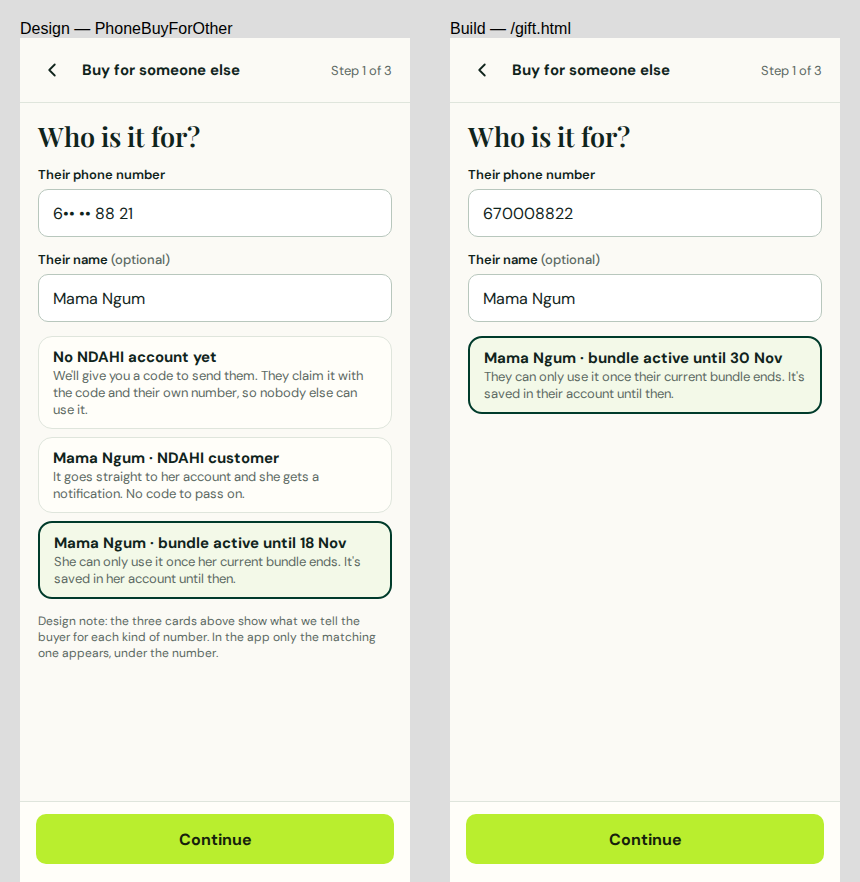 Design — PhoneBuyForOther
Buy for someone else
Step 1 of 3
Who is it for?
Their phone number
6•• •• 88 21
Their name (optional)
Mama Ngum
No NDAHI account yet
We'll give you a code to send them. They claim it with
the code and their own number, so nobody else can
use it.
Mama Ngum · NDAHI customer
It goes straight to her account and she gets a
notification. No code to pass on.
Mama Ngum · bundle active until 18 Nov
She can only use it once her current bundle ends. It's
saved in her account until then.
Design note: the three cards above show what we tell the
buyer for each kind of number. In the app only the matching
one appears, under the number.
Continue
Build — /gift.html
Buy for someone else
Step 1 of 3
Who is it for?
Their phone number
670008822
Their name (optional)
Mama Ngum
Mama Ngum · bundle active until 30 Nov
They can only use it once their current bundle ends. It's
saved in their account until then.
Continue